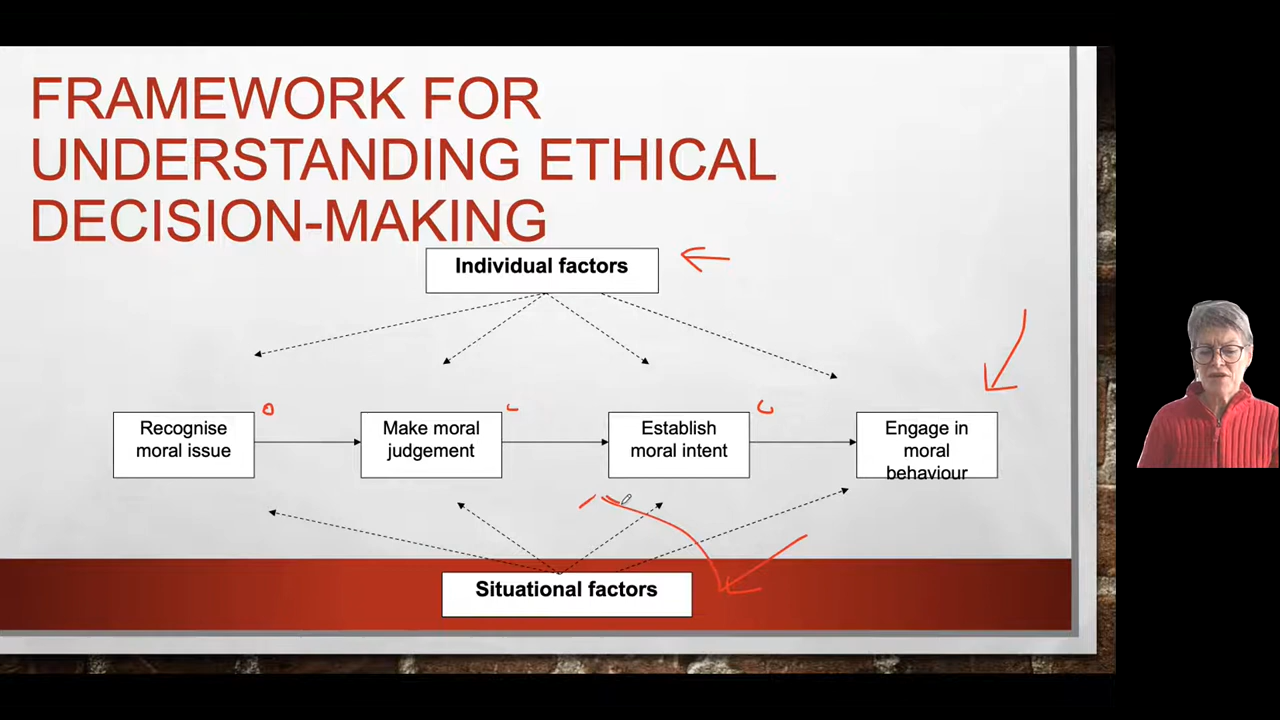 FRAMEWORK FOR
UNDERSTANDING ETHICAL
DECISION-MAKING
Individual factors
Recognise
moral issue
Make moral
judgement
Establish
moral intent
Engage in
moral
behaviour
Situational factors